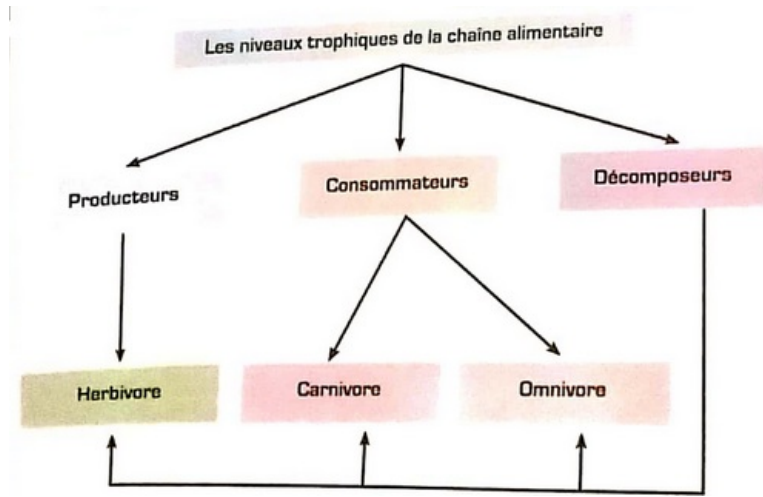 Les niveaux trophiques de la chaîne alimentaire
Producteurs
Consommateurs
Décomposeurs
Herbivore
Carnivore
Omnivore